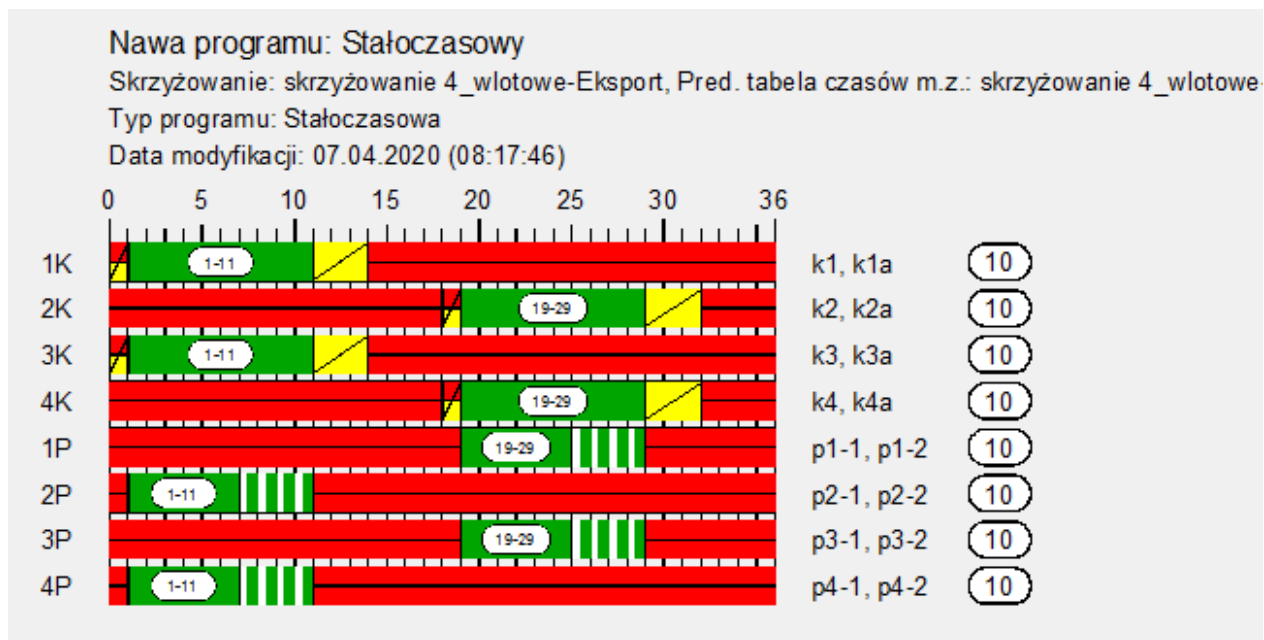 Nawa programu: Stałoczasowy
Skrzyżowanie: skrzyżowanie 4_wlotowe-Eksport, Pred. tabela czasów m.z.: skrzyżowanie 4_wlotowe-
Typ programu: Stałoczasowa
Data modyfikacji: 07.04.2020 (08:17:46)
0 5 10 15 20 25 30 36
1K 1-11 k1, k1a 10
2K 19-29 k2, k2a 10
3K 1-11 k3, k3a 10
4K 19-29 k4, k4a 10
1P 19-29 p1-1, p1-2 10
2P 1-11 p2-1, p2-2 10
3P 19-29 p3-1, p3-2 10
4P 1-11 p4-1, p4-2 10